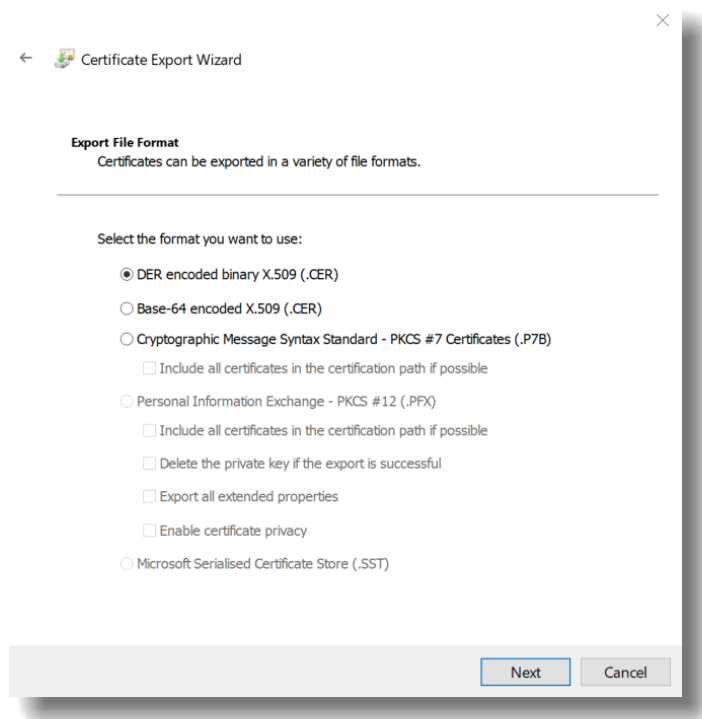 Certificate Export Wizard
Export File Format
Certificates can be exported in a variety of file formats.
Select the format you want to use:
DER encoded binary X.509 (.CER)
Base-64 encoded X.509 (.CER)
Cryptographic Message Syntax Standard - PKCS #7 Certificates (.P7B)
Include all certificates in the certification path if possible
Personal Information Exchange - PKCS #12 (.PFX)
Include all certificates in the certification path if possible
Delete the private key if the export is successful
Export all extended properties
Enable certificate privacy
Microsoft Serialised Certificate Store (.SST)
Next Cancel